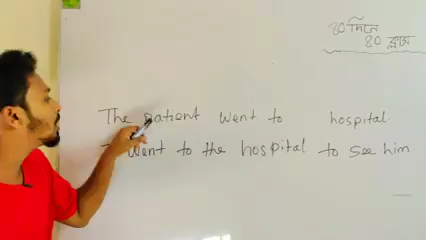 ৪০ দিনে
৪০ ক্লাস
The patient went to hospital.
I went to the hospital to see him